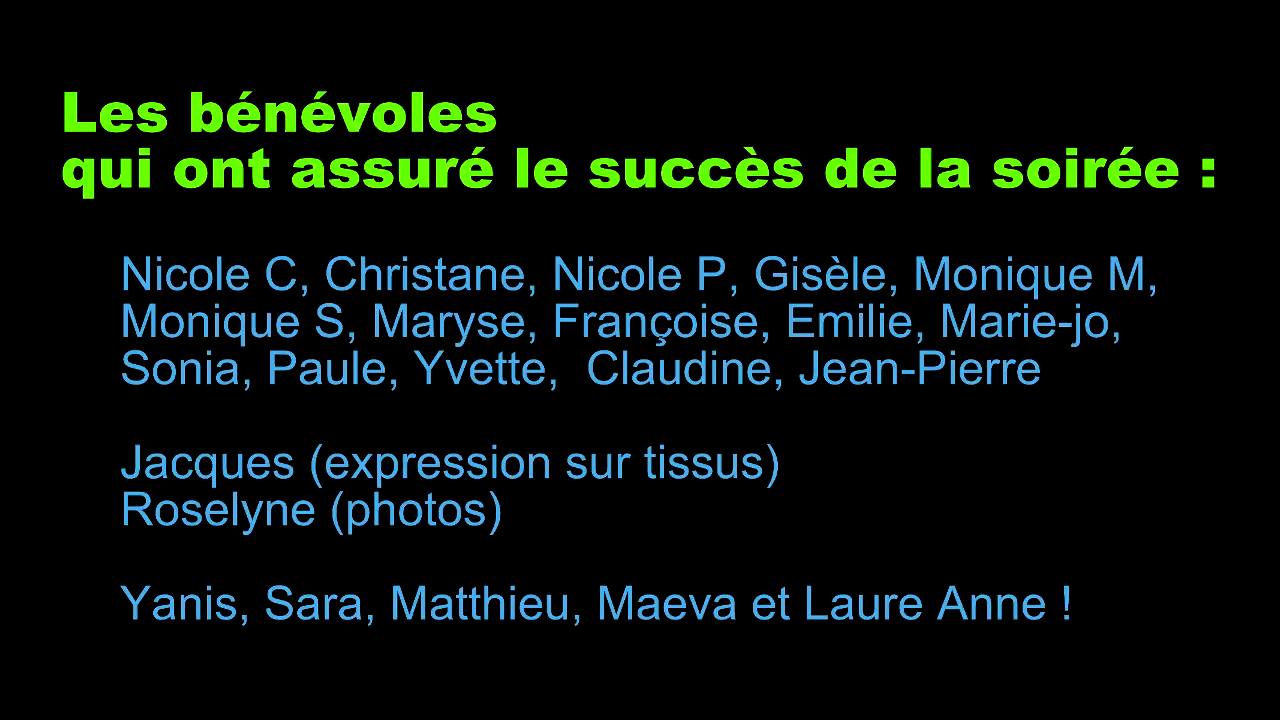 Les bénévoles
qui ont assuré le succès de la soirée :
Nicole C, Christane, Nicole P, Gisèle, Monique M,
Monique S, Maryse, Françoise, Emilie, Marie-jo,
Sonia, Paule, Yvette,  Claudine, Jean-Pierre
Jacques (expression sur tissus)
Roselyne (photos)
Yanis, Sara, Matthieu, Maeva et Laure Anne !